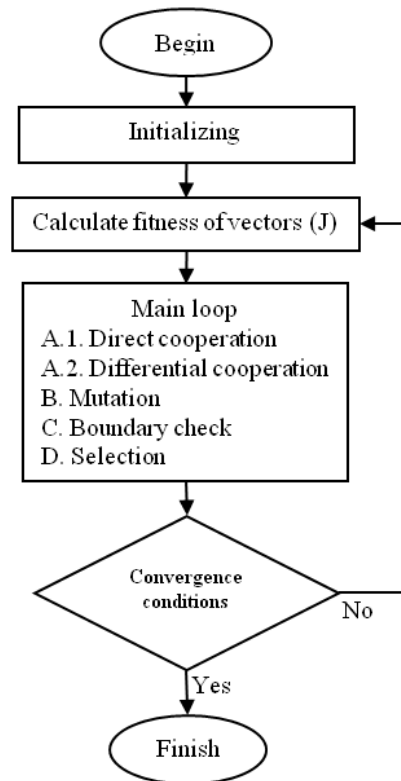 Begin
Initializing
Calculate fitness of vectors (J)
Main loop
A.1. Direct cooperation
A.2. Differential cooperation
B. Mutation
C. Boundary check
D. Selection
Convergence
conditions
No
Yes
Finish